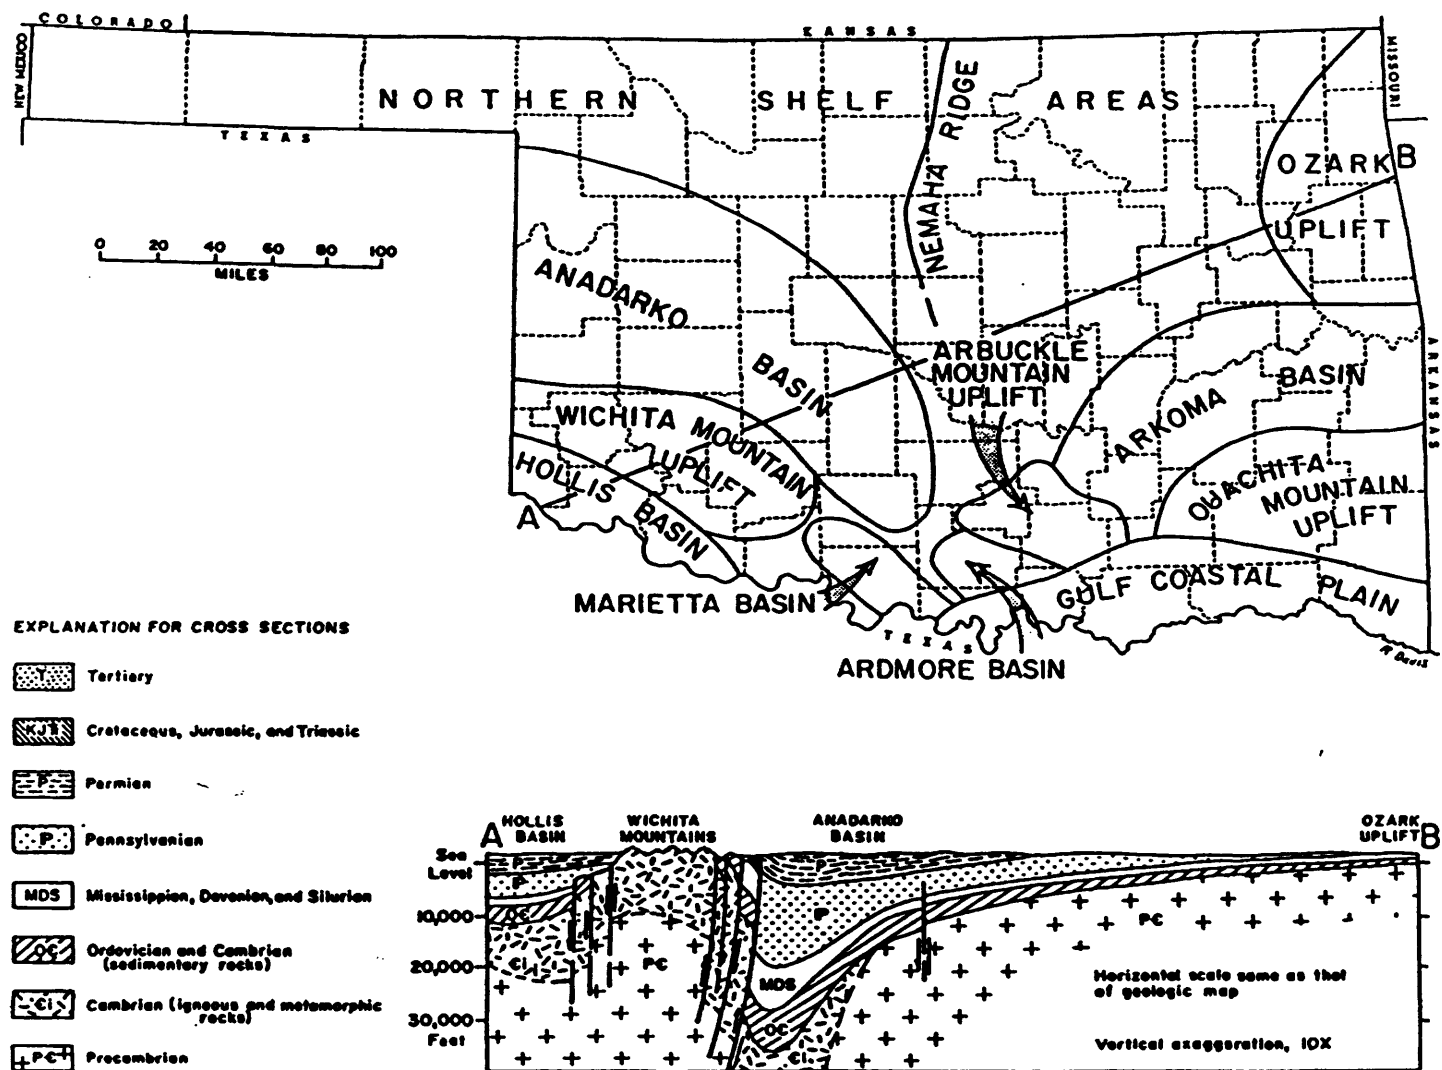 COLORADO
KANSAS
NEW MEXICO
MISSOURI
NORTHERN SHELF AREAS
TEXAS
NEMAHA RIDGE
OZARK B
UPLIFT
0 20 40 60 80 100
MILES
ANADARKO
BASIN
ARBUCKLE
MOUNTAIN
UPLIFT
ARKANSAS
WICHITA MOUNTAIN
UPLIFT
HOLLIS
BASIN
A
ARKOMA
BASIN
OUACHITA
MOUNTAIN
UPLIFT
MARIETTA BASIN
GULF COASTAL PLAIN
TEXAS
ARDMORE BASIN
R Davis
EXPLANATION FOR CROSS SECTIONS
T Tertiary
Cretaceous, Jurassic, and Triassic
P Permian
P Pennsylvanian
MDS Mississippian, Devonian, and Silurian
O€ Ordovician and Cambrian
(sedimentary rocks)
€i Cambrian (igneous and metamorphic
rocks)
P€ Precambrian
A HOLLIS
BASIN
WICHITA
MOUNTAINS
ANADARKO
BASIN
OZARK
UPLIFT B
Sea
Level
10,000
20,000
30,000
Feet
P
P
O€
€i
P€
P
P
MDS
O€
€i
P€
Horizontal scale same as that
of geologic map
Vertical exaggeration, 10X